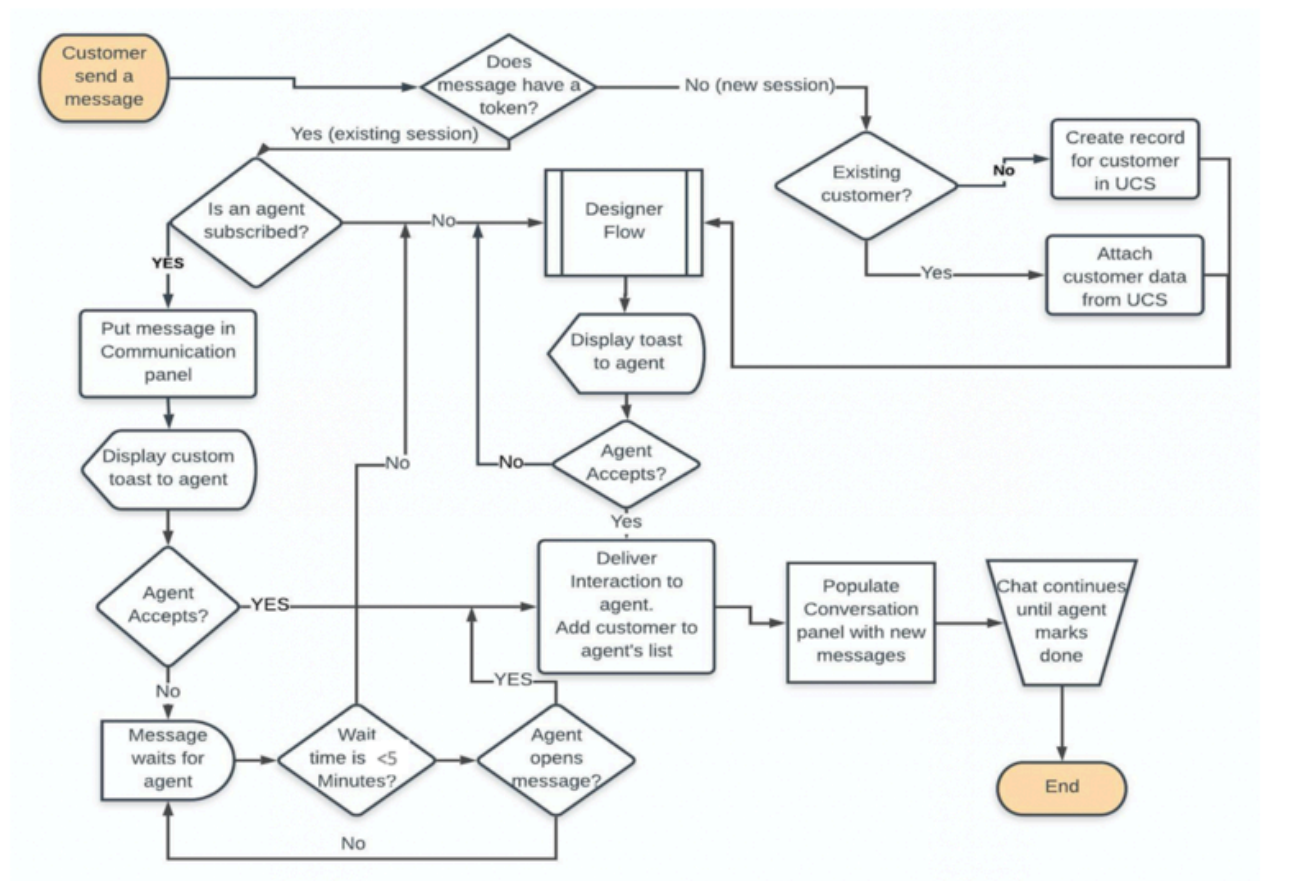 Customer
send a
message
Does
message have a
token?
No (new session)
Yes (existing session)
Existing
customer?
No
Create record
for customer
in UCS
Yes
Attach
customer data
from UCS
Is an agent
subscribed?
No
Designer
Flow
YES
Put message in
Communication
panel
Display toast
to agent
Display custom
toast to agent
No
No
Agent
Accepts?
Yes
Agent
Accepts?
YES
Deliver
Interaction to
agent.
Add customer to
agent's list
Populate
Conversation
panel with new
messages
Chat continues
until agent
marks
done
No
YES
Message
waits for
agent
Wait
time is <5
Minutes?
Agent
opens
message?
End
No